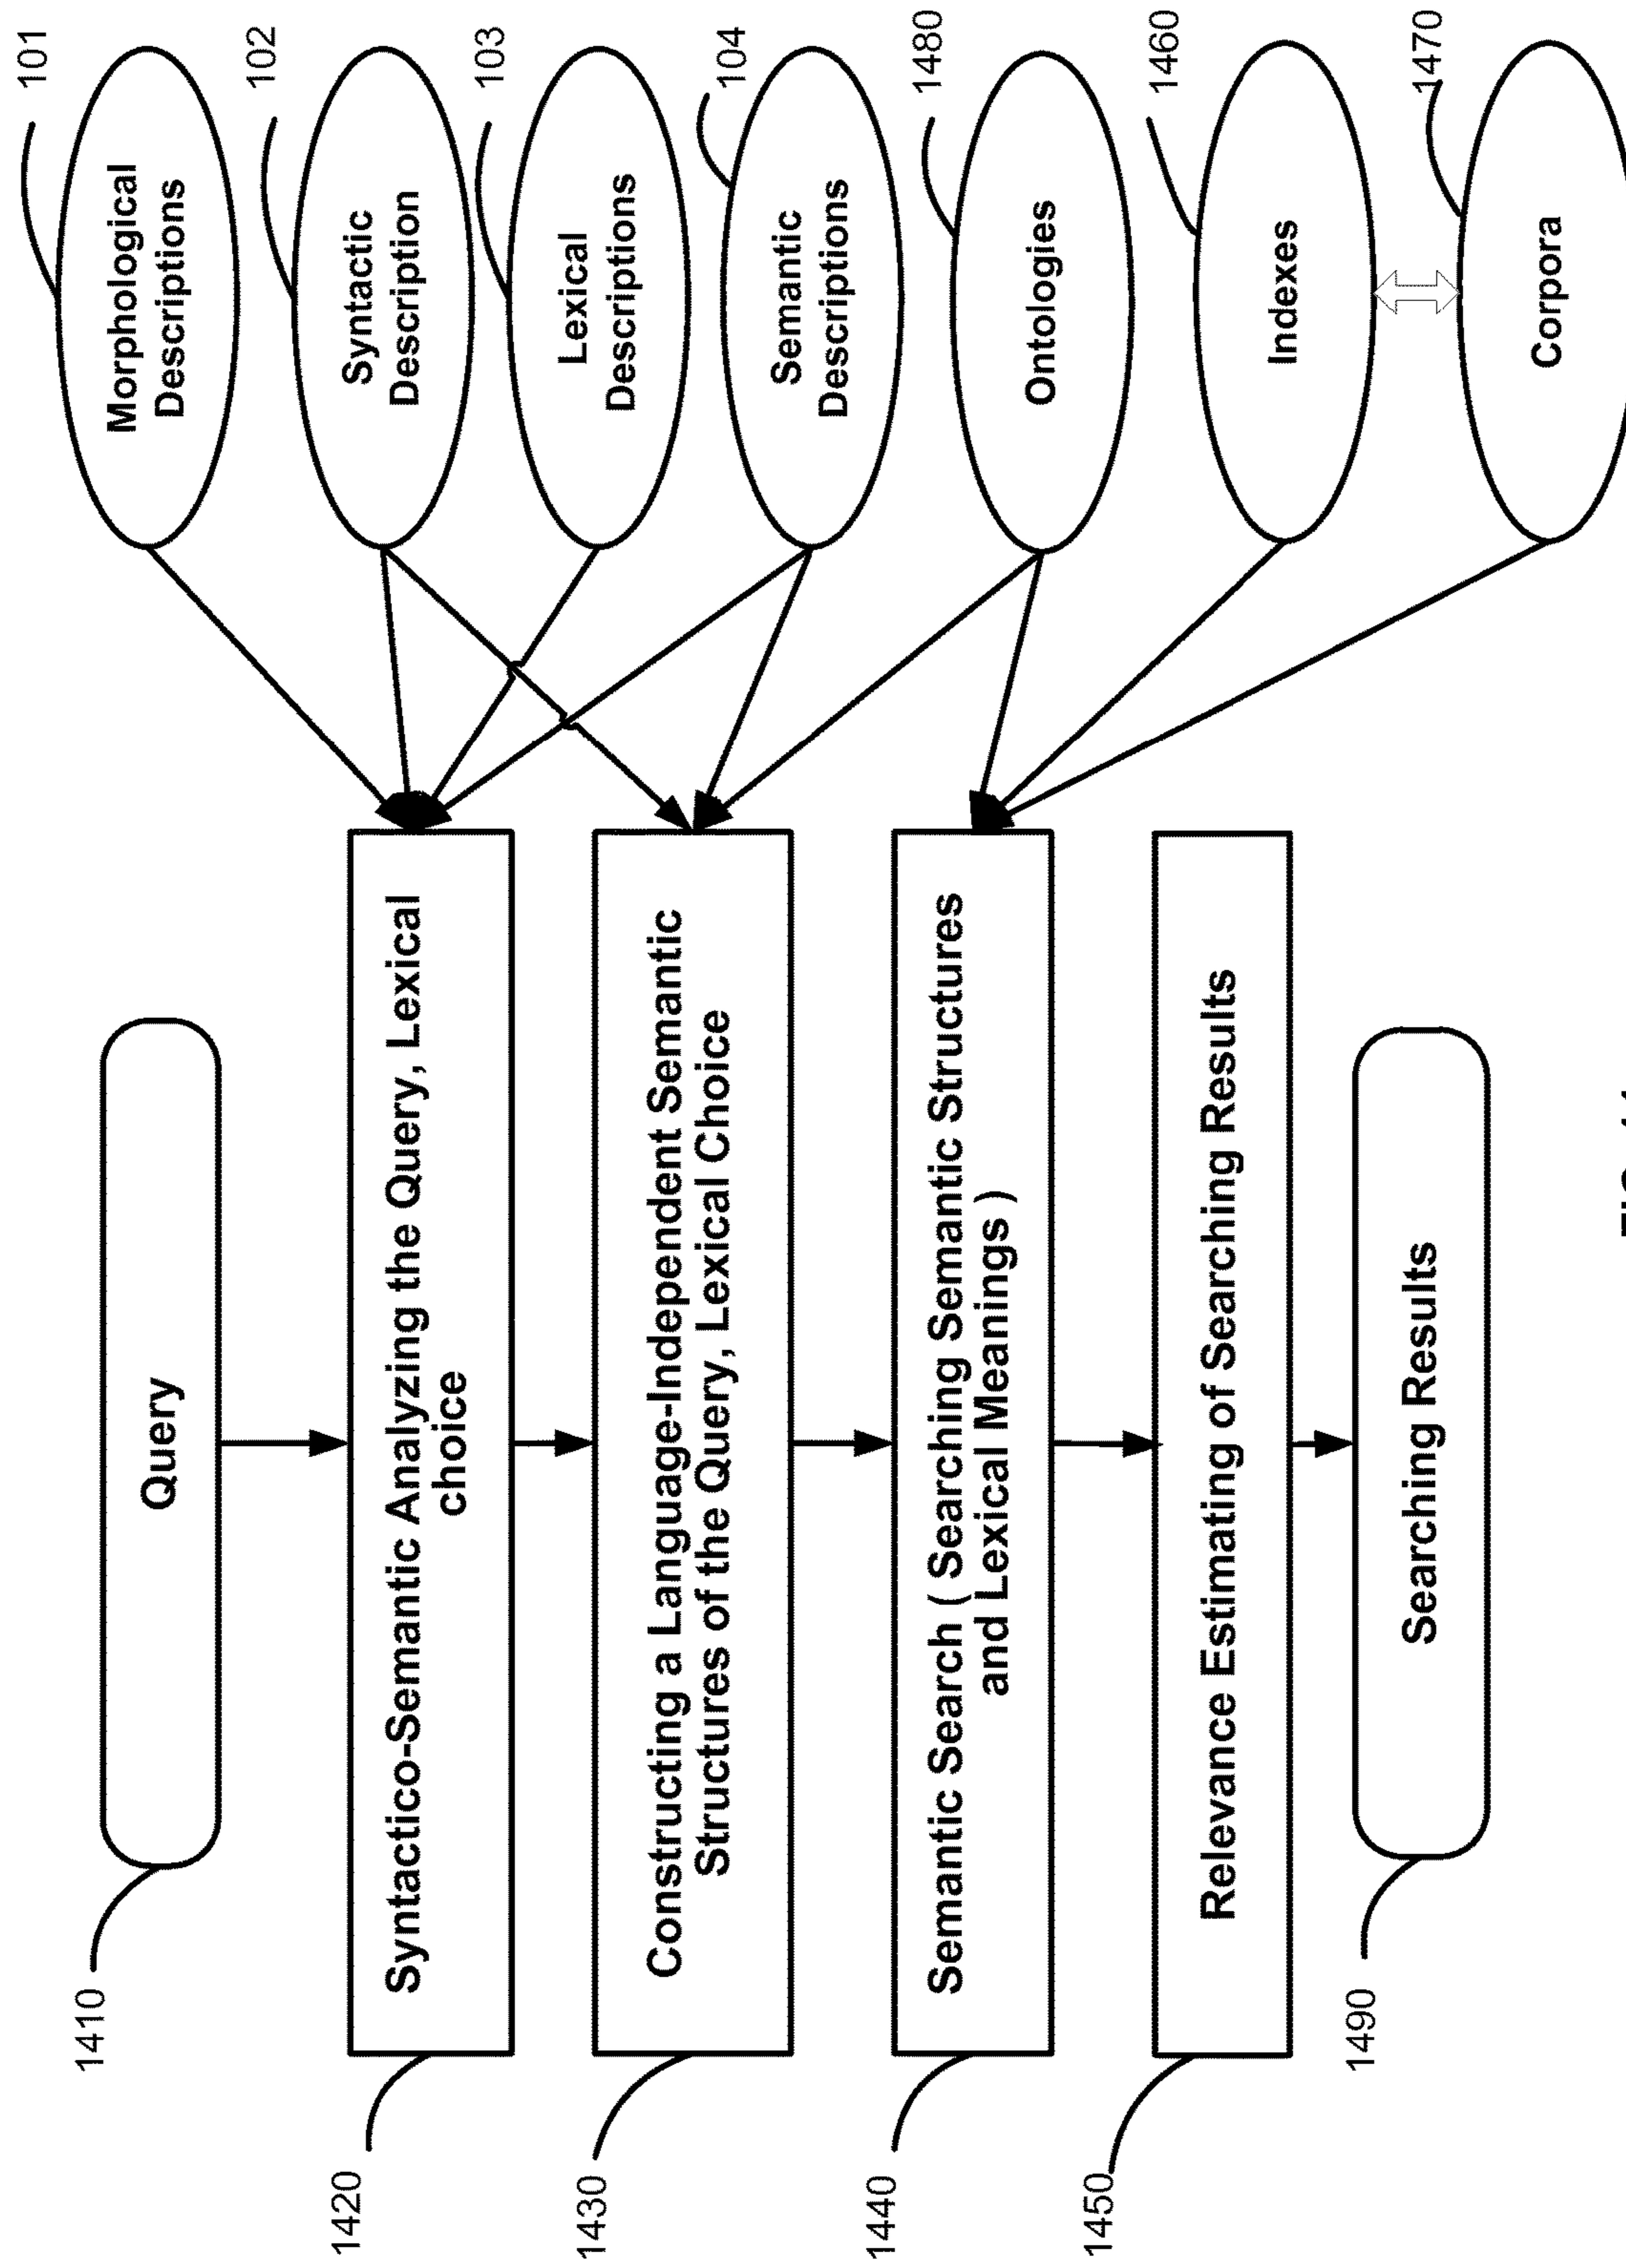 1410
Query
1420
Syntactico-Semantic Analyzing the Query, Lexical
choice
1430
Constructing a Language-Independent Semantic
Structures of the Query, Lexical Choice
1440
Semantic Search ( Searching Semantic Structures
and Lexical Meanings )
1450
Relevance Estimating of Searching Results
1490
Searching Results
101
Morphological
Descriptions
102
Syntactic
Description
103
Lexical
Descriptions
104
Semantic
Descriptions
1480
Ontologies
1460
Indexes
1470
Corpora